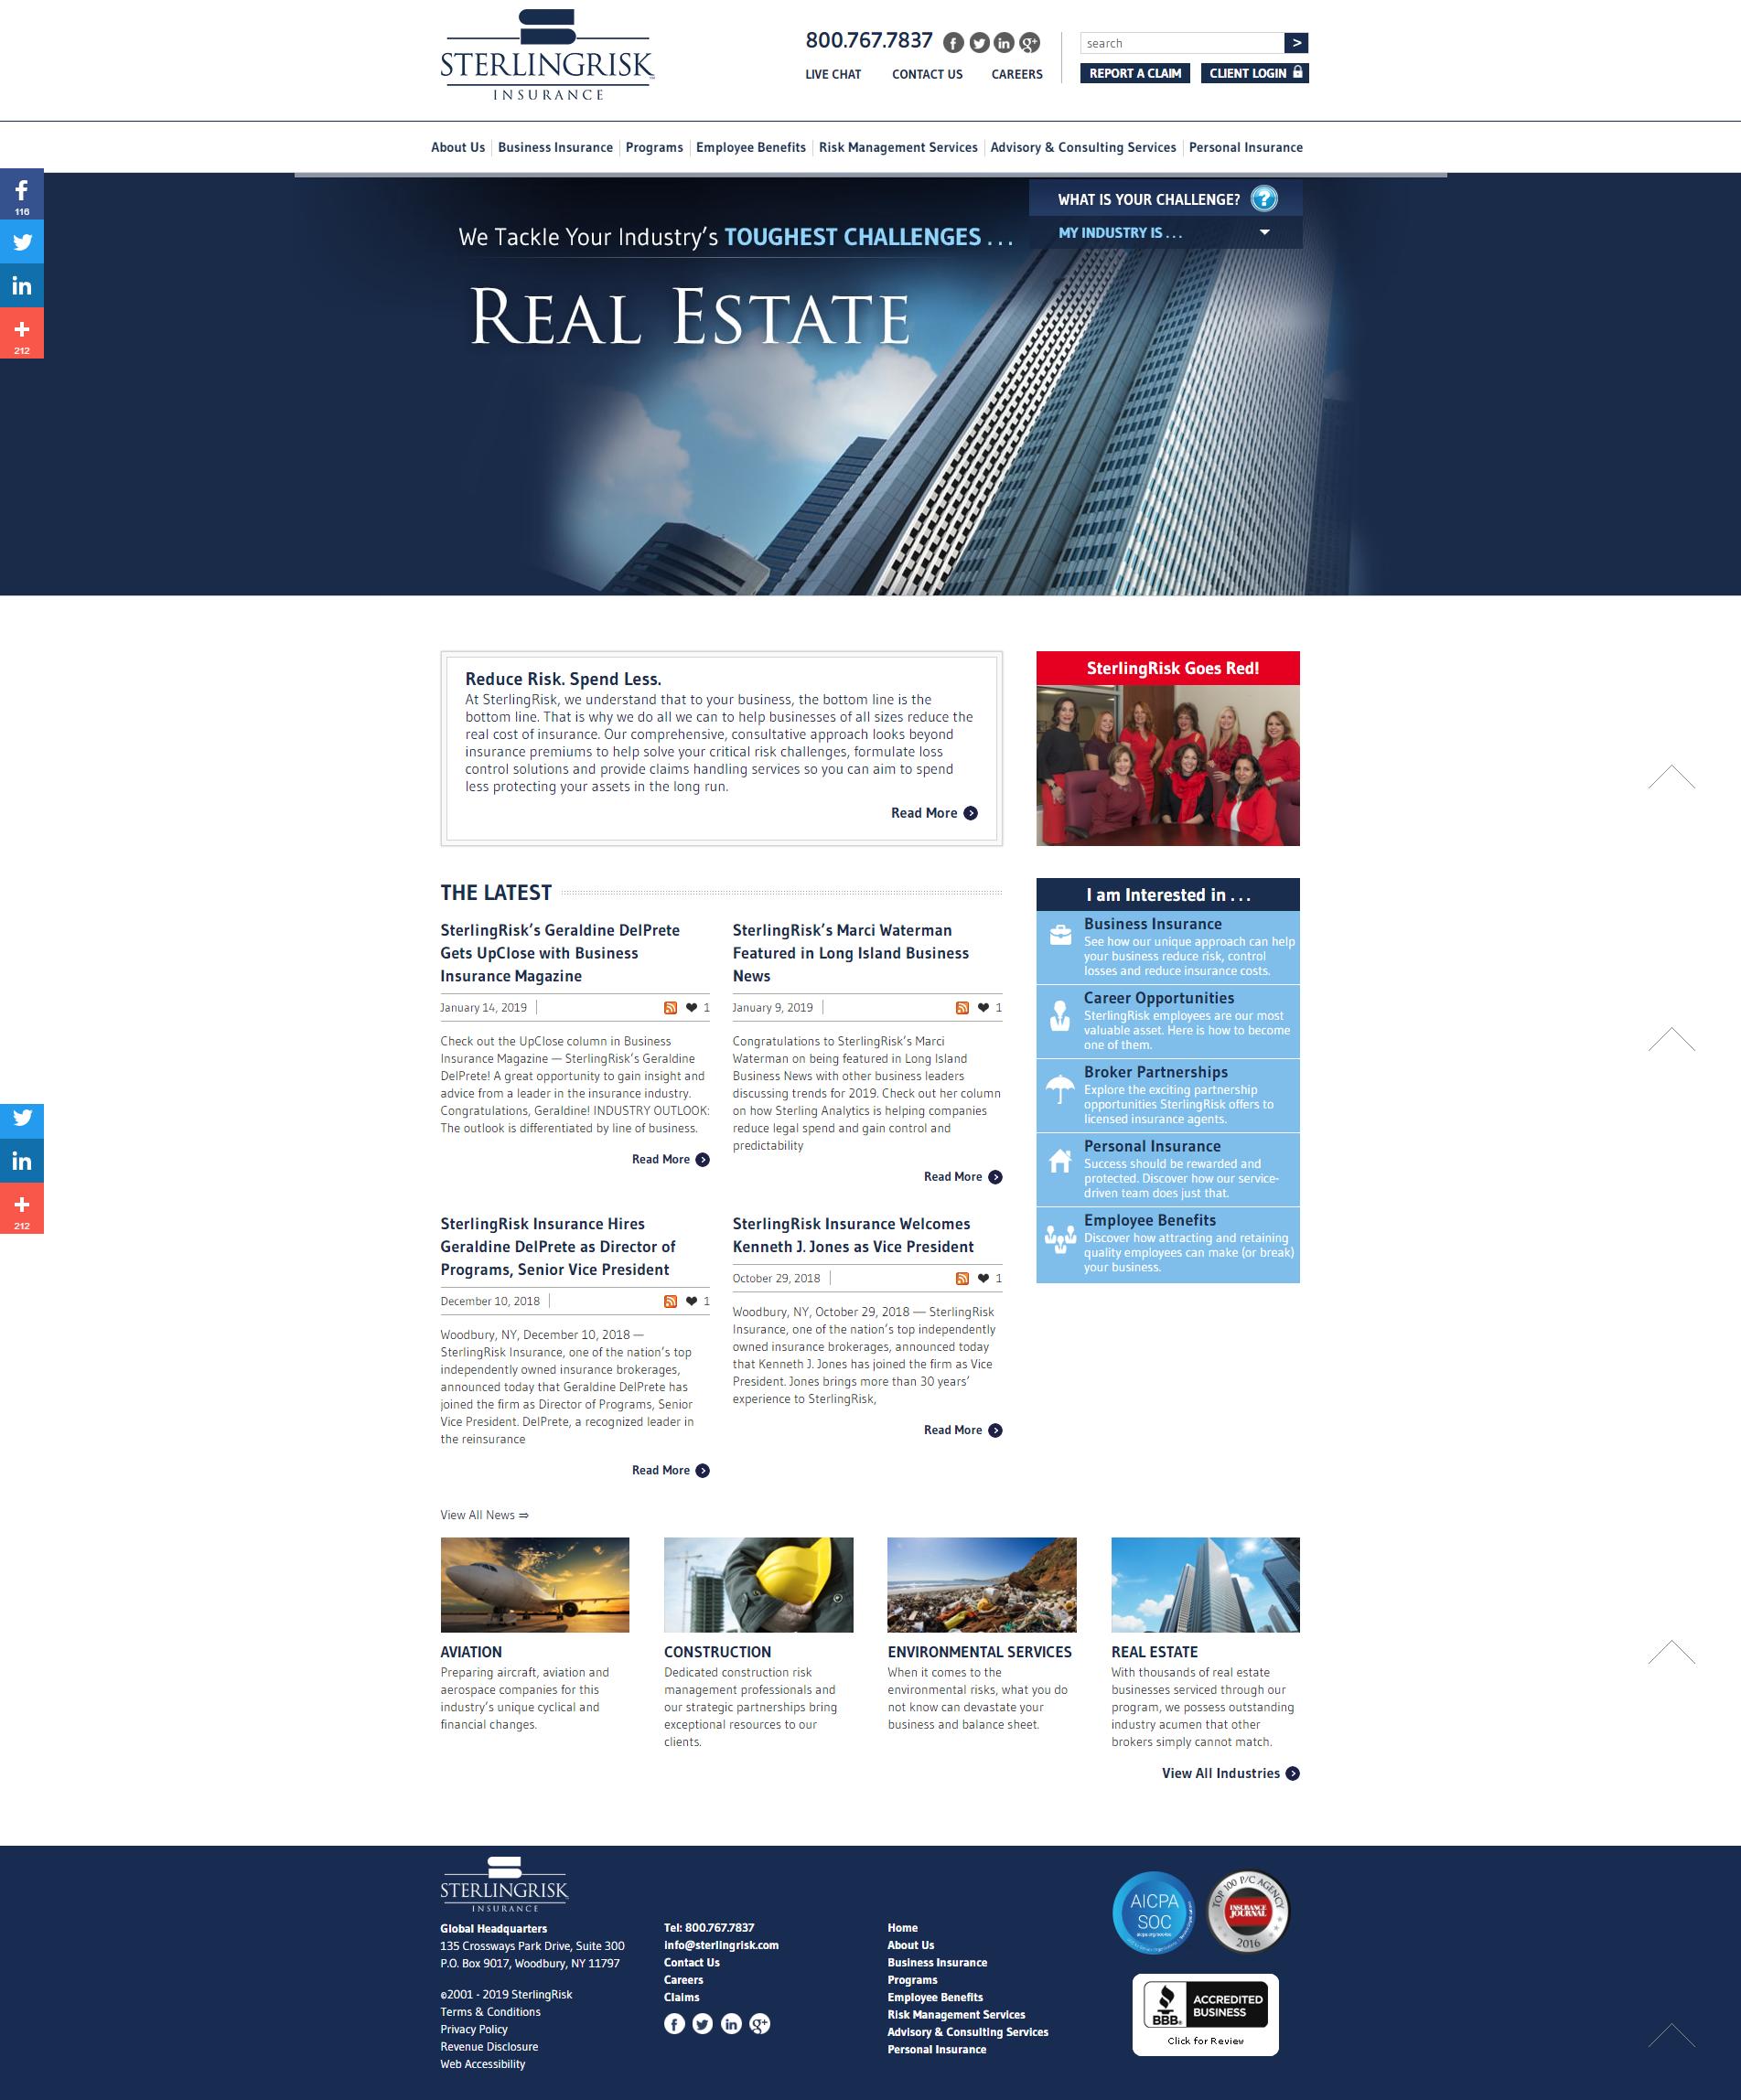 STERLINGRISK
INSURANCE
800.767.7837
LIVE CHAT
CONTACT US
CAREERS
search
>
REPORT A CLAIM
CLIENT LOGIN
About Us
Business Insurance
Programs
Employee Benefits
Risk Management Services
Advisory & Consulting Services
Personal Insurance
116
212
WHAT IS YOUR CHALLENGE? ?
MY INDUSTRY IS . . .
We Tackle Your Industry’s TOUGHEST CHALLENGES . . .
REAL ESTATE
Reduce Risk. Spend Less.
At SterlingRisk, we understand that to your business, the bottom line is the
bottom line. That is why we do all we can to help businesses of all sizes reduce the
real cost of insurance. Our comprehensive, consultative approach looks beyond
insurance premiums to help solve your critical risk challenges, formulate loss
control solutions and provide claims handling services so you can aim to spend
less protecting your assets in the long run.
Read More
SterlingRisk Goes Red!
THE LATEST
SterlingRisk’s Geraldine DelPrete
Gets UpClose with Business
Insurance Magazine
January 14, 2019
1
Check out the UpClose column in Business
Insurance Magazine — SterlingRisk’s Geraldine
DelPrete! A great opportunity to gain insight and
advice from a leader in the insurance industry.
Congratulations, Geraldine! INDUSTRY OUTLOOK:
The outlook is differentiated by line of business.
Read More
SterlingRisk’s Marci Waterman
Featured in Long Island Business
News
January 9, 2019
1
Congratulations to SterlingRisk’s Marci
Waterman on being featured in Long Island
Business News with other business leaders
discussing trends for 2019. Check out her column
on how Sterling Analytics is helping companies
reduce legal spend and gain control and
predictability
Read More
SterlingRisk Insurance Hires
Geraldine DelPrete as Director of
Programs, Senior Vice President
December 10, 2018
1
Woodbury, NY, December 10, 2018 —
SterlingRisk Insurance, one of the nation’s top
independently owned insurance brokerages,
announced today that Geraldine DelPrete has
joined the firm as Director of Programs, Senior
Vice President. DelPrete, a recognized leader in
the reinsurance
Read More
SterlingRisk Insurance Welcomes
Kenneth J. Jones as Vice President
October 29, 2018
1
Woodbury, NY, October 29, 2018 — SterlingRisk
Insurance, one of the nation’s top independently
owned insurance brokerages, announced today
that Kenneth J. Jones has joined the firm as Vice
President. Jones brings more than 30 years’
experience to SterlingRisk,
Read More
I am Interested in . . .
Business Insurance
See how our unique approach can help
your business reduce risk, control
losses and reduce insurance costs.
Career Opportunities
SterlingRisk employees are our most
valuable asset. Here is how to become
one of them.
Broker Partnerships
Explore the exciting partnership
opportunities SterlingRisk offers to
licensed insurance agents.
Personal Insurance
Success should be rewarded and
protected. Discover how our service-
driven team does just that.
Employee Benefits
Discover how attracting and retaining
quality employees can make (or break)
your business.
212
View All News ⇒
AVIATION
Preparing aircraft, aviation and
aerospace companies for this
industry’s unique cyclical and
financial changes.
CONSTRUCTION
Dedicated construction risk
management professionals and
our strategic partnerships bring
exceptional resources to our
clients.
ENVIRONMENTAL SERVICES
When it comes to the
environmental risks, what you do
not know can devastate your
business and balance sheet.
REAL ESTATE
With thousands of real estate
businesses serviced through our
program, we possess outstanding
industry acumen that other
brokers simply cannot match.
View All Industries
STERLINGRISK
INSURANCE
Global Headquarters
135 Crossways Park Drive, Suite 300
P.O. Box 9017, Woodbury, NY 11797
©2001 - 2019 SterlingRisk
Terms & Conditions
Privacy Policy
Revenue Disclosure
Web Accessibility
Tel: 800.767.7837
info@sterlingrisk.com
Contact Us
Careers
Claims
Home
About Us
Business Insurance
Programs
Employee Benefits
Risk Management Services
Advisory & Consulting Services
Personal Insurance
AICPA
SOC
TOP 100 P/C AGENCY
INSURANCE
JOURNAL
2016
BBB.
ACCREDITED
BUSINESS
Click for Review